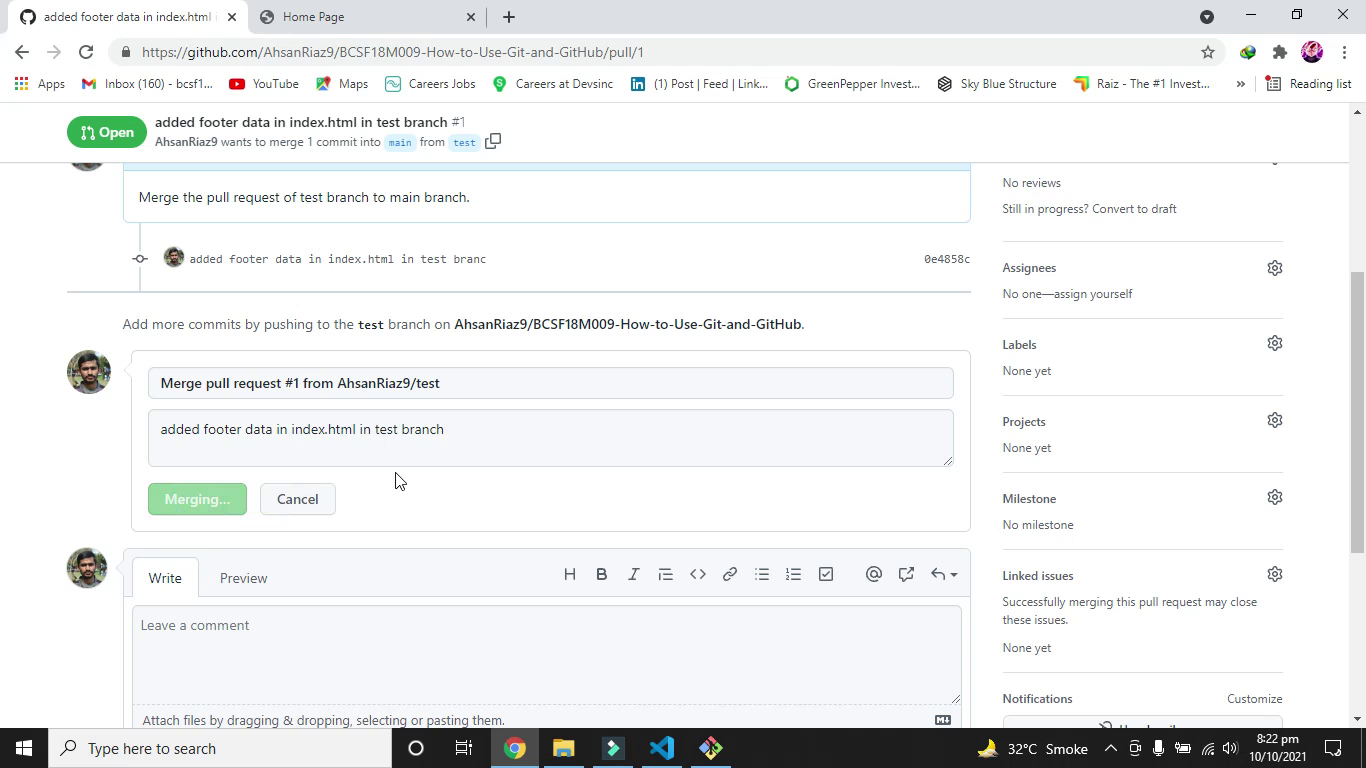 added footer data in index.html i
Home Page
https://github.com/AhsanRiaz9/BCSF18M009-How-to-Use-Git-and-GitHub/pull/1
Apps
Inbox (160) - bcsf1...
YouTube
Maps
Careers Jobs
Careers at Devsinc
(1) Post | Feed | Link...
GreenPepper Invest...
Sky Blue Structure
Raiz - The #1 Invest...
»
Reading list
Open
added footer data in index.html in test branch #1
AhsanRiaz9 wants to merge 1 commit into main from test
Merge the pull request of test branch to main branch.
added footer data in index.html in test branc
0e4858c
Add more commits by pushing to the test branch on AhsanRiaz9/BCSF18M009-How-to-Use-Git-and-GitHub.
Merge pull request #1 from AhsanRiaz9/test
added footer data in index.html in test branch
Merging...
Cancel
Write
Preview
Leave a comment
Attach files by dragging & dropping, selecting or pasting them.
No reviews
Still in progress? Convert to draft
Assignees
No one—assign yourself
Labels
None yet
Projects
None yet
Milestone
No milestone
Linked issues
Successfully merging this pull request may close
these issues.
None yet
Notifications
Customize
Type here to search
32°C Smoke
8:22 pm
10/10/2021